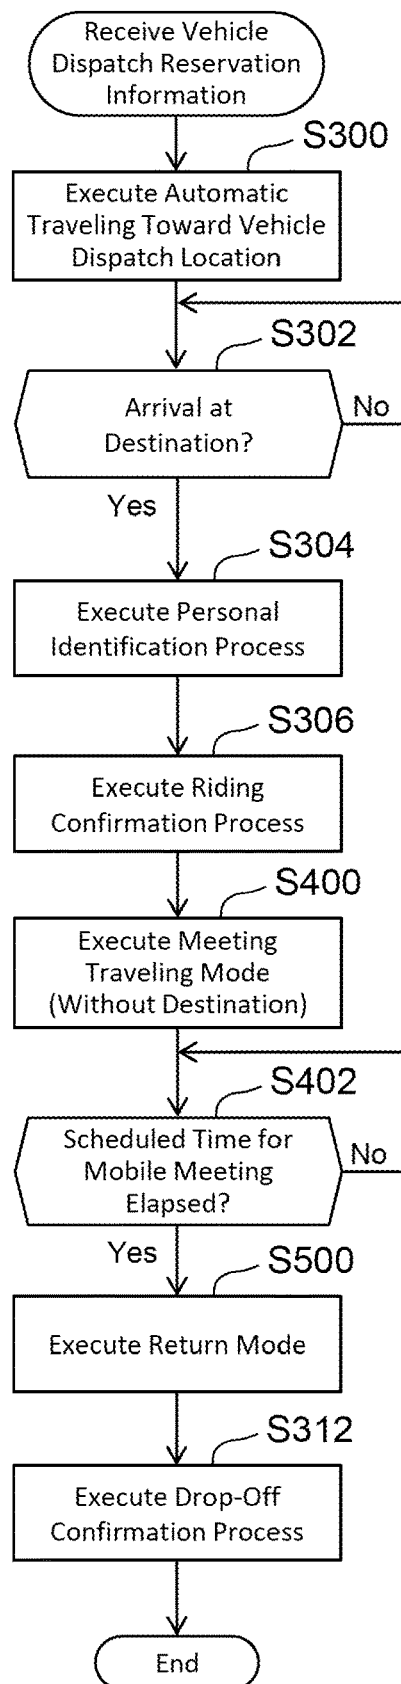 Receive Vehicle
Dispatch Reservation
Information
S300
Execute Automatic
Traveling Toward Vehicle
Dispatch Location
S302
Arrival at
Destination?
No
Yes
S304
Execute Personal
Identification Process
S306
Execute Riding
Confirmation Process
S400
Execute Meeting
Traveling Mode
(Without Destination)
S402
Scheduled Time for
Mobile Meeting
Elapsed?
No
Yes
S500
Execute Return Mode
S312
Execute Drop-Off
Confirmation Process
End